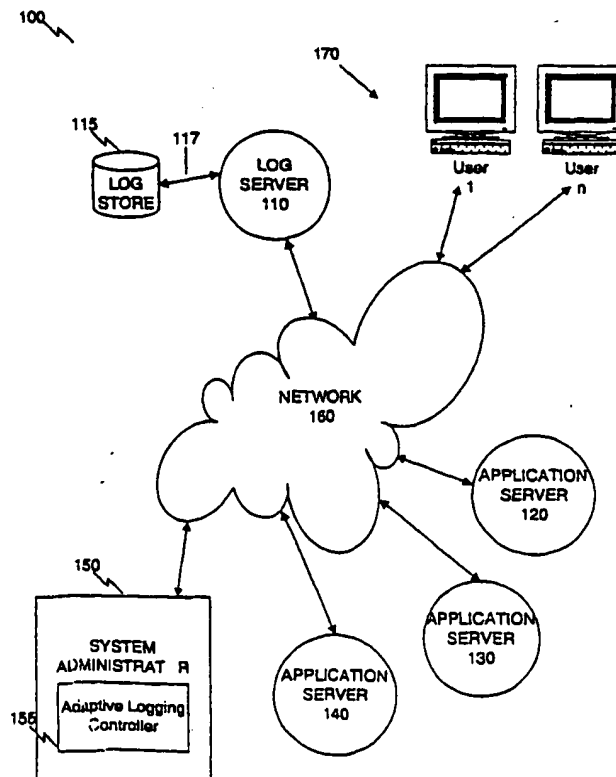 100
170
115
117
LOG
STORE
LOG
SERVER
110
User
1
User
n
NETWORK
160
APPLICATION
SERVER
120
150
APPLICATION
SERVER
130
SYSTEM
ADMINISTRAT R
155
Adaptive Logging
Controller
APPLICATION
SERVER
140